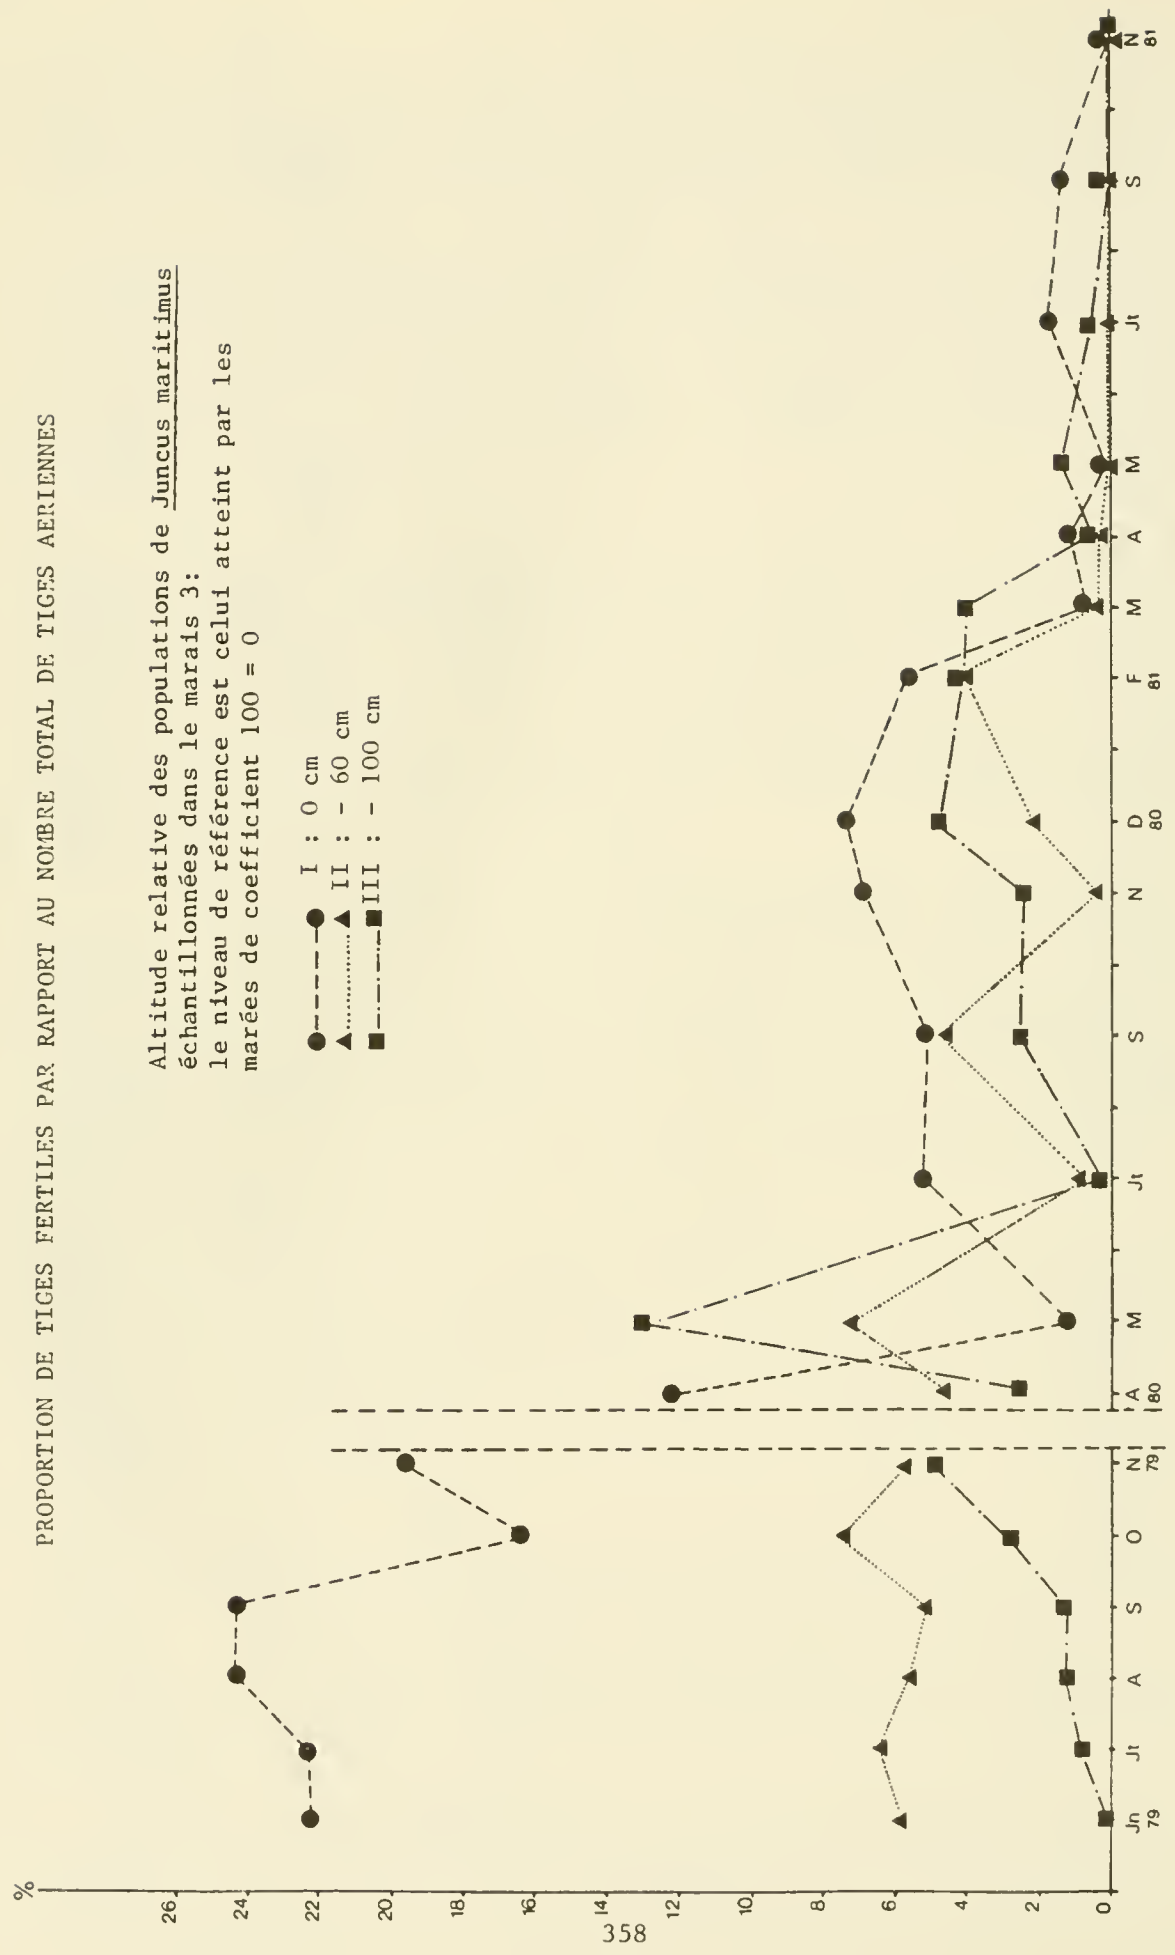 PROPORTION DE TIGES FERTILES PAR RAPPORT AU NOMBRE TOTAL DE TIGES AERIENNES
Altitude relative des populations de Juncus maritimus
échantillonnées dans le marais 3:
le niveau de référence est celui atteint par les
marées de coefficient 100 = 0
I : 0 cm
II : - 60 cm
III : - 100 cm
%
26
24
22
20
18
16
14
12
10
8
6
4
2
0
Jn Jt A S O N A M Jt S N D F M A M Jt S N
79 79 80 80 81 81
358